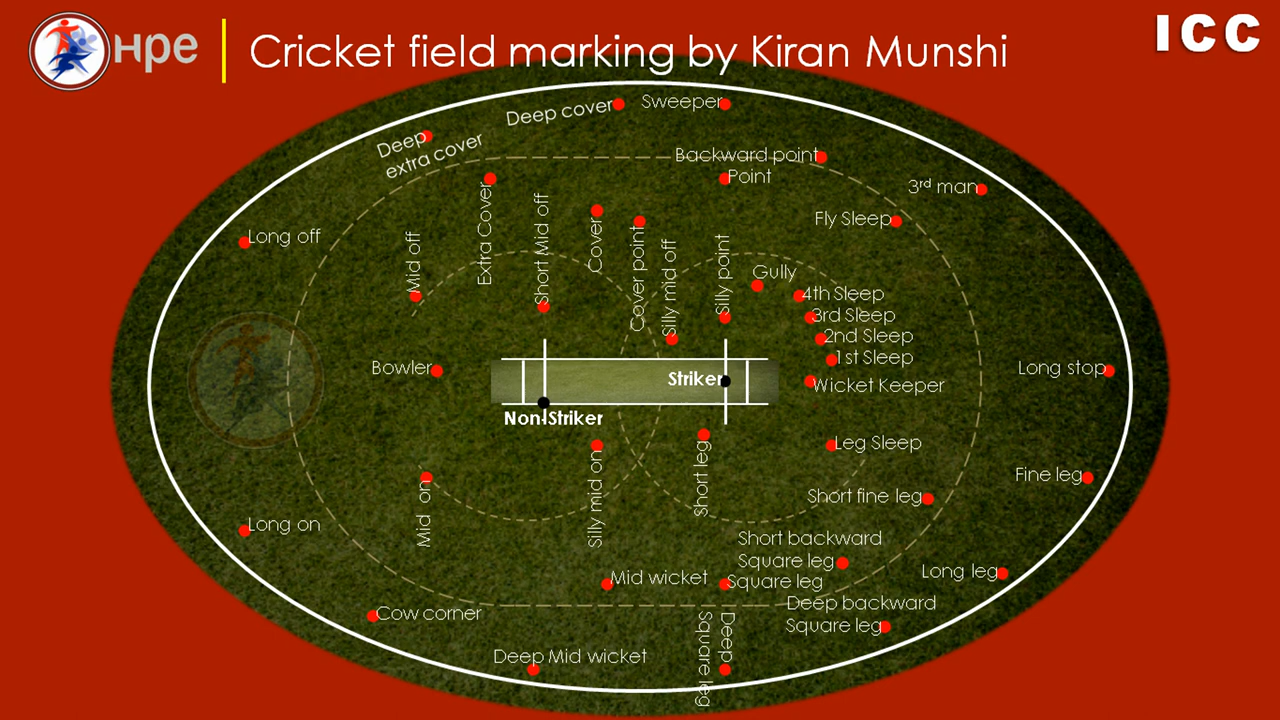 HPE
Cricket field marking by Kiran Munshi
ICC
Deep cover
Sweeper
Deep
extra cover
Backward point
Point
3rd man
Fly Sleep
Long off
Mid off
Extra Cover
Short Mid off
Cover
Cover point
Silly mid off
Silly point
Gully
4th Sleep
3rd Sleep
2nd Sleep
1st Sleep
Bowler
Striker
Wicket Keeper
Long stop
Non-Striker
Leg Sleep
Mid on
Silly mid on
Short leg
Fine leg
Short fine leg
Long on
Short backward
Square leg
Mid wicket
Square leg
Long leg
Cow corner
Deep backward
Square leg
Deep
Square leg
Deep Mid wicket